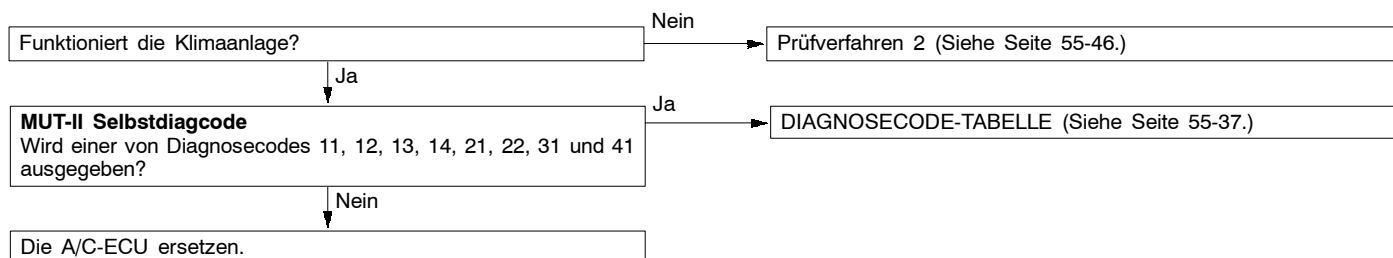 Nein
Funktioniert die Klimaanlage?
Prüfverfahren 2 (Siehe Seite 55-46.)
Ja
MUT-II Selbstdiagcode
Wird einer von Diagnosecodes 11, 12, 13, 14, 21, 22, 31 und 41
ausgegeben?
Ja
DIAGNOSECODE-TABELLE (Siehe Seite 55-37.)
Nein
Die A/C-ECU ersetzen.